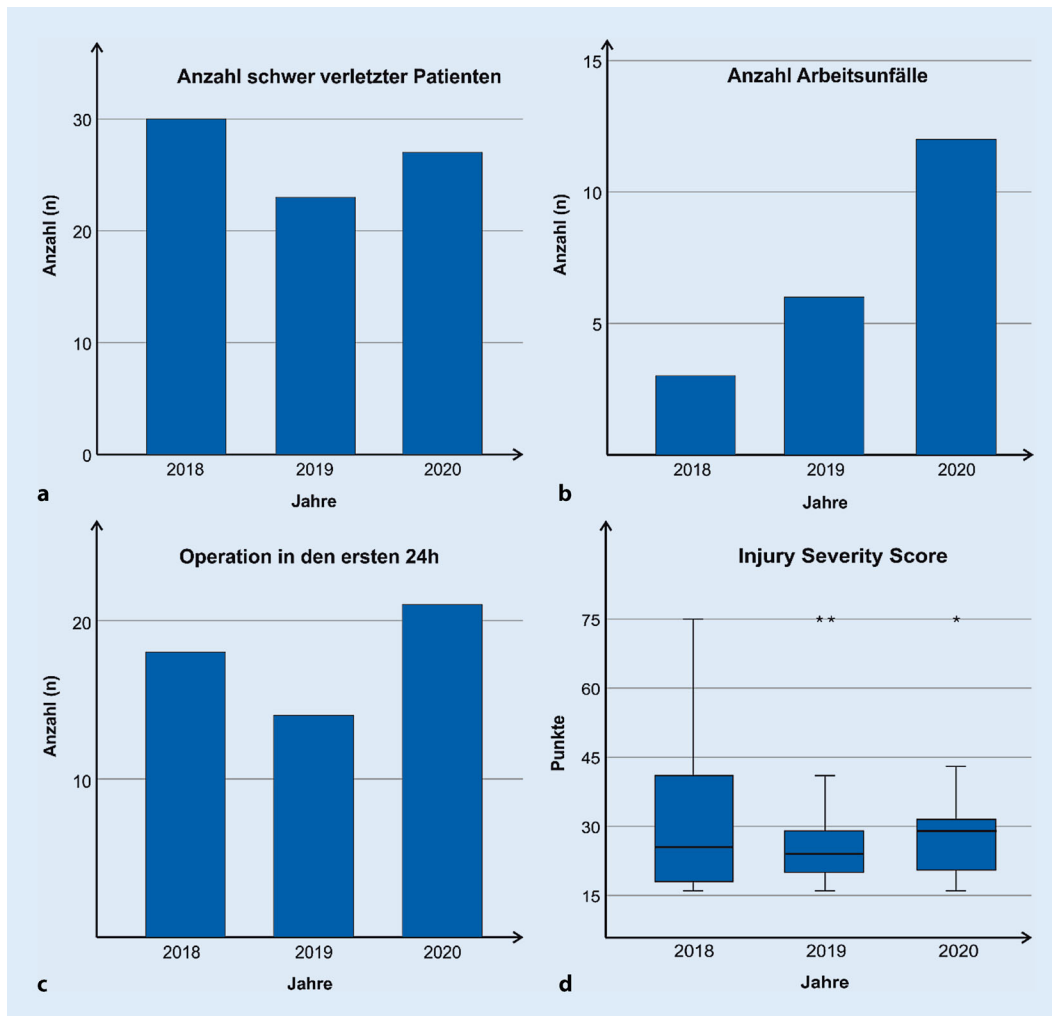 Anzahl schwer verletzter Patienten
30
20
10
0
Anzahl (n)
2018 2019 2020
Jahre
a
Anzahl Arbeitsunfälle
15
10
5
Anzahl (n)
2018 2019 2020
Jahre
b
Operation in den ersten 24h
20
10
Anzahl (n)
2018 2019 2020
Jahre
c
Injury Severity Score
75
60
45
30
15
Punkte
* * *
2018 2019 2020
Jahre
d